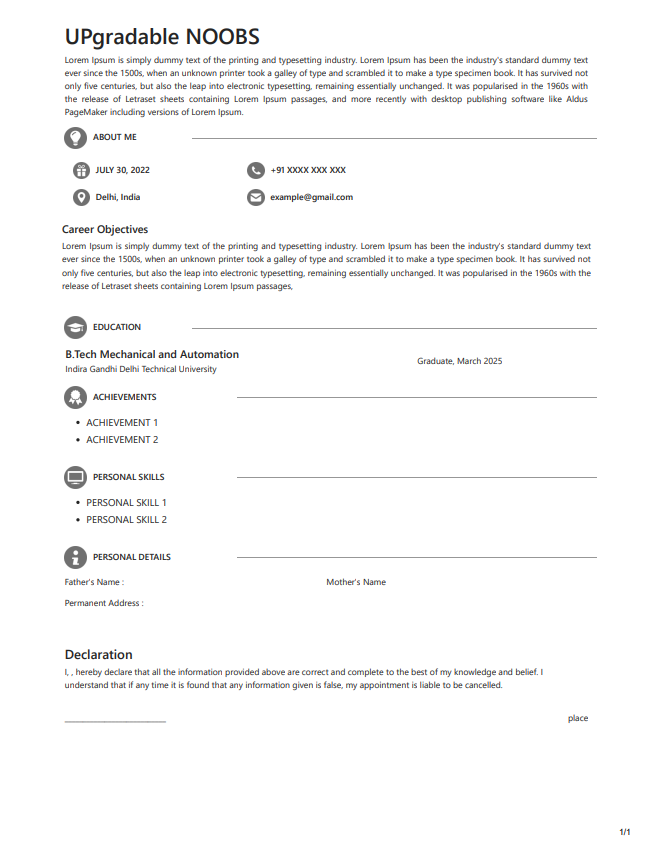 UPgradable NOOBS
Lorem Ipsum is simply dummy text of the printing and typesetting industry. Lorem Ipsum has been the industry's standard dummy text
ever since the 1500s, when an unknown printer took a galley of type and scrambled it to make a type specimen book. It has survived not
only five centuries, but also the leap into electronic typesetting, remaining essentially unchanged. It was popularised in the 1960s with
the release of Letraset sheets containing Lorem Ipsum passages, and more recently with desktop publishing software like Aldus
PageMaker including versions of Lorem Ipsum.
ABOUT ME
JULY 30, 2022 +91 XXXX XXX XXX
Delhi, India example@gmail.com
Career Objectives
Lorem Ipsum is simply dummy text of the printing and typesetting industry. Lorem Ipsum has been the industry's standard dummy text
ever since the 1500s, when an unknown printer took a galley of type and scrambled it to make a type specimen book. It has survived not
only five centuries, but also the leap into electronic typesetting, remaining essentially unchanged. It was popularised in the 1960s with the
release of Letraset sheets containing Lorem Ipsum passages,
EDUCATION
B.Tech Mechanical and Automation
Graduate, March 2025
Indira Gandhi Delhi Technical University
ACHIEVEMENTS
• ACHIEVEMENT 1
• ACHIEVEMENT 2
PERSONAL SKILLS
• PERSONAL SKILL 1
• PERSONAL SKILL 2
PERSONAL DETAILS
Father's Name : Mother's Name
Permanent Address :
Declaration
I, , hereby declare that all the information provided above are correct and complete to the best of my knowledge and belief. I
understand that if any time it is found that any information given is false, my appointment is liable to be cancelled.
place
1/1